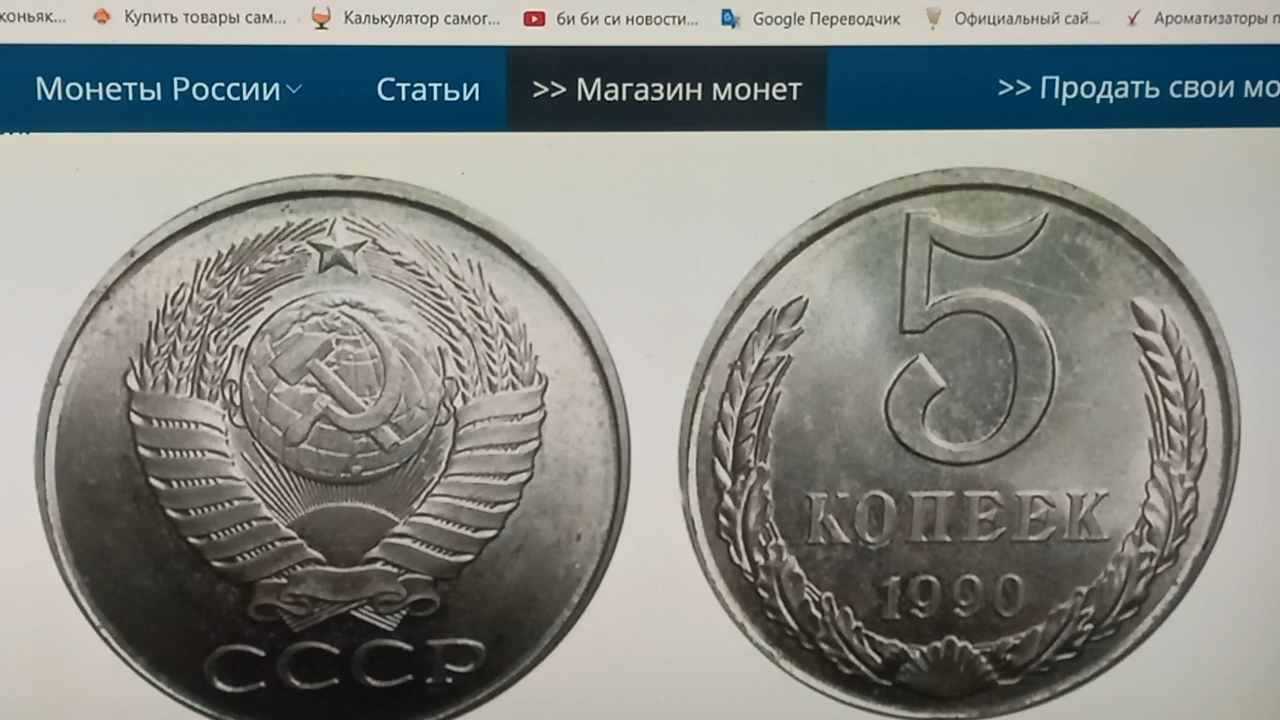 коньяк... Купить товары сам... Калькулятор самог... би би си новости... Google Переводчик Официальный сай... Ароматизаторы п
Монеты России Статьи >> Магазин монет >> Продать свои мо
5
КОПЕЕК
1990
СССР